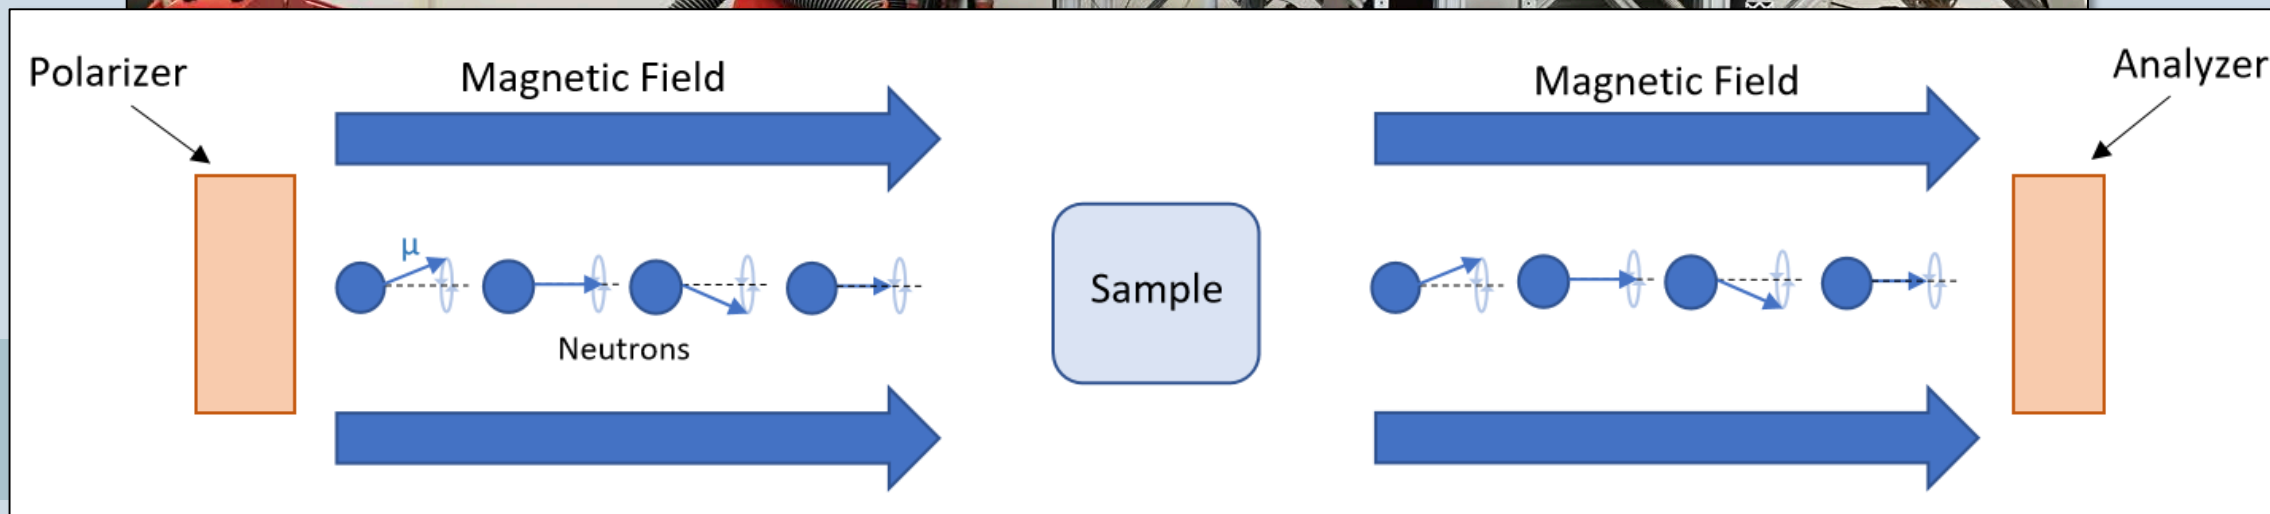 Polarizer
Magnetic Field
Magnetic Field
Analyzer
μ
Sample
Neutrons